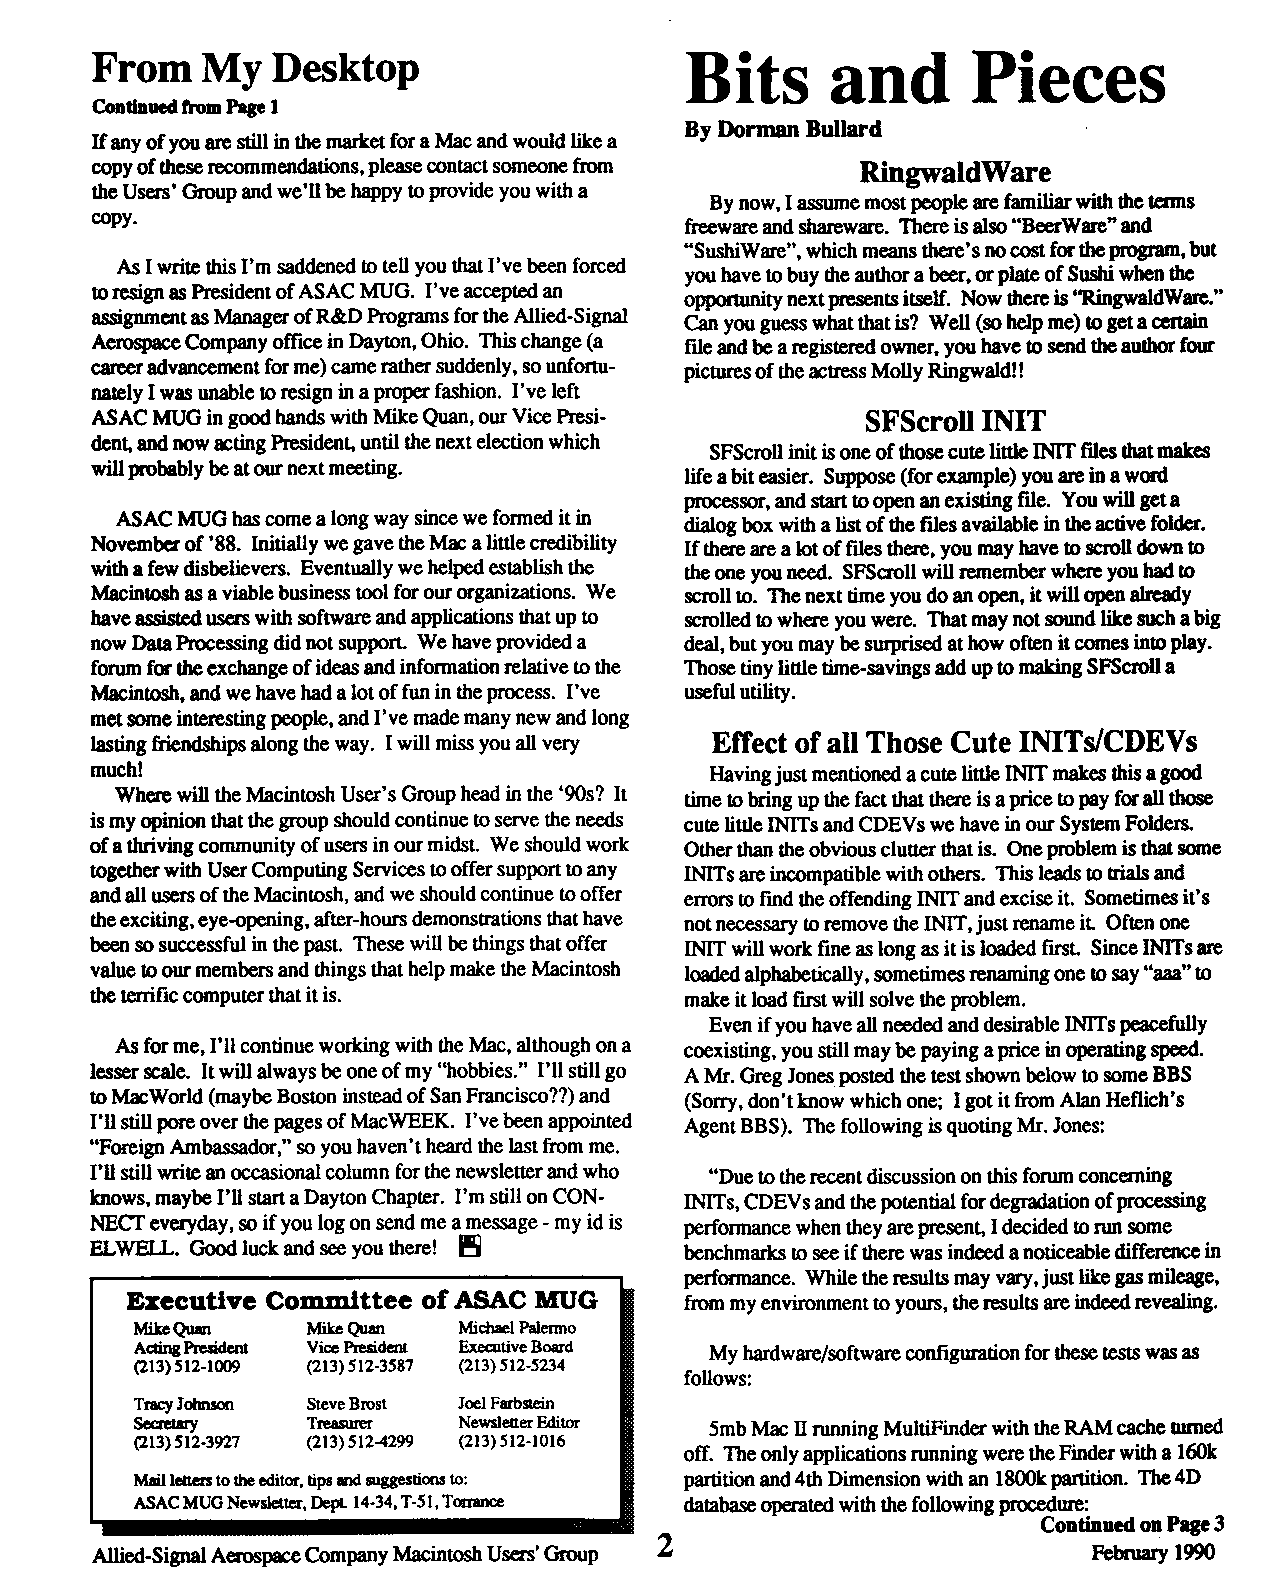 From My Desktop
Continued from Page 1
If any of you are still in the market for a Mac and would like a
copy of these recommendations, please contact someone from
the Users' Group and we'll be happy to provide you with a
copy.
As I write this I'm saddened to tell you that I've been forced
to resign as President of ASAC MUG.  I've accepted an
assignment as Manager of R&D Programs for the Allied-Signal
Aerospace Company office in Dayton, Ohio.  This change (a
career advancement for me) came rather suddenly, so unfortu-
nately I was unable to resign in a proper fashion.  I've left
ASAC MUG in good hands with Mike Quan, our Vice Presi-
dent, and now acting President, until the next election which
will probably be at our next meeting.
ASAC MUG has come a long way since we formed it in
November of '88.  Initially we gave the Mac a little credibility
with a few disbelievers.  Eventually we helped establish the
Macintosh as a viable business tool for our organizations.  We
have assisted users with software and applications that up to
now Data Processing did not support.  We have provided a
forum for the exchange of ideas and information relative to the
Macintosh, and we have had a lot of fun in the process.  I've
met some interesting people, and I've made many new and long
lasting friendships along the way.  I will miss you all very
much!
Where will the Macintosh User's Group head in the '90s?  It
is my opinion that the group should continue to serve the needs
of a thriving community of users in our midst.  We should work
together with User Computing Services to offer support to any
and all users of the Macintosh, and we should continue to offer
the exciting, eye-opening, after-hours demonstrations that have
been so successful in the past.  These will be things that offer
value to our members and things that help make the Macintosh
the terrific computer that it is.
As for me, I'll continue working with the Mac, although on a
lesser scale.  It will always be one of my "hobbies."  I'll still go
to MacWorld (maybe Boston instead of San Francisco??) and
I'll still pore over the pages of MacWEEK.  I've been appointed
"Foreign Ambassador," so you haven't heard the last from me.
I'll still write an occasional column for the newsletter and who
knows, maybe I'll start a Dayton Chapter.  I'm still on CON-
NECT everyday, so if you log on send me a message - my id is
ELWELL.  Good luck and see you there!
Executive Committee of ASAC MUG
Mike Quan Mike Quan Michael Palermo
Acting President Vice President Executive Board
(213) 512-1009 (213) 512-3587 (213) 512-5234
Tracy Johnson Steve Brost Joel Farbstein
Secretary Treasurer Newsletter Editor
(213) 512-3927 (213) 512-4299 (213) 512-1016
Mail letters to the editor, tips and suggestions to:
ASAC MUG Newsletter, Dept. 14-34, T-51, Torrance
Bits and Pieces
By Dorman Bullard
RingwaldWare
By now, I assume most people are familiar with the terms
freeware and shareware.  There is also "BeerWare" and
"SushiWare", which means there's no cost for the program, but
you have to buy the author a beer, or plate of Sushi when the
opportunity next presents itself.  Now there is "RingwaldWare."
Can you guess what that is?  Well (so help me) to get a certain
file and be a registered owner, you have to send the author four
pictures of the actress Molly Ringwald!!
SFScroll INIT
SFScroll init is one of those cute little INIT files that makes
life a bit easier.  Suppose (for example) you are in a word
processor, and start to open an existing file.  You will get a
dialog box with a list of the files available in the active folder.
If there are a lot of files there, you may have to scroll down to
the one you need.  SFScroll will remember where you had to
scroll to.  The next time you do an open, it will open already
scrolled to where you were.  That may not sound like such a big
deal, but you may be surprised at how often it comes into play.
Those tiny little time-savings add up to making SFScroll a
useful utility.
Effect of all Those Cute INITs/CDEVs
Having just mentioned a cute little INIT makes this a good
time to bring up the fact that there is a price to pay for all those
cute little INITs and CDEVs we have in our System Folders.
Other than the obvious clutter that is.  One problem is that some
INITs are incompatible with others.  This leads to trials and
errors to find the offending INIT and excise it.  Sometimes it's
not necessary to remove the INIT, just rename it.  Often one
INIT will work fine as long as it is loaded first.  Since INITs are
loaded alphabetically, sometimes renaming one to say "aaa" to
make it load first will solve the problem.
Even if you have all needed and desirable INITs peacefully
coexisting, you still may be paying a price in operating speed.
A Mr. Greg Jones posted the test shown below to some BBS
(Sorry, don't know which one;  I got it from Alan Heflich's
Agent BBS).  The following is quoting Mr. Jones:
"Due to the recent discussion on this forum concerning
INITs, CDEVs and the potential for degradation of processing
performance when they are present, I decided to run some
benchmarks to see if there was indeed a noticeable difference in
performance.  While the results may vary, just like gas mileage,
from my environment to yours, the results are indeed revealing.
My hardware/software configuration for these tests was as
follows:
5mb Mac II running MultiFinder with the RAM cache turned
off.  The only applications running were the Finder with a 160k
partition and 4th Dimension with an 1800k partition.  The 4D
database operated with the following procedure:
Continued on Page 3
Allied-Signal Aerospace Company Macintosh Users' Group 2 February 1990